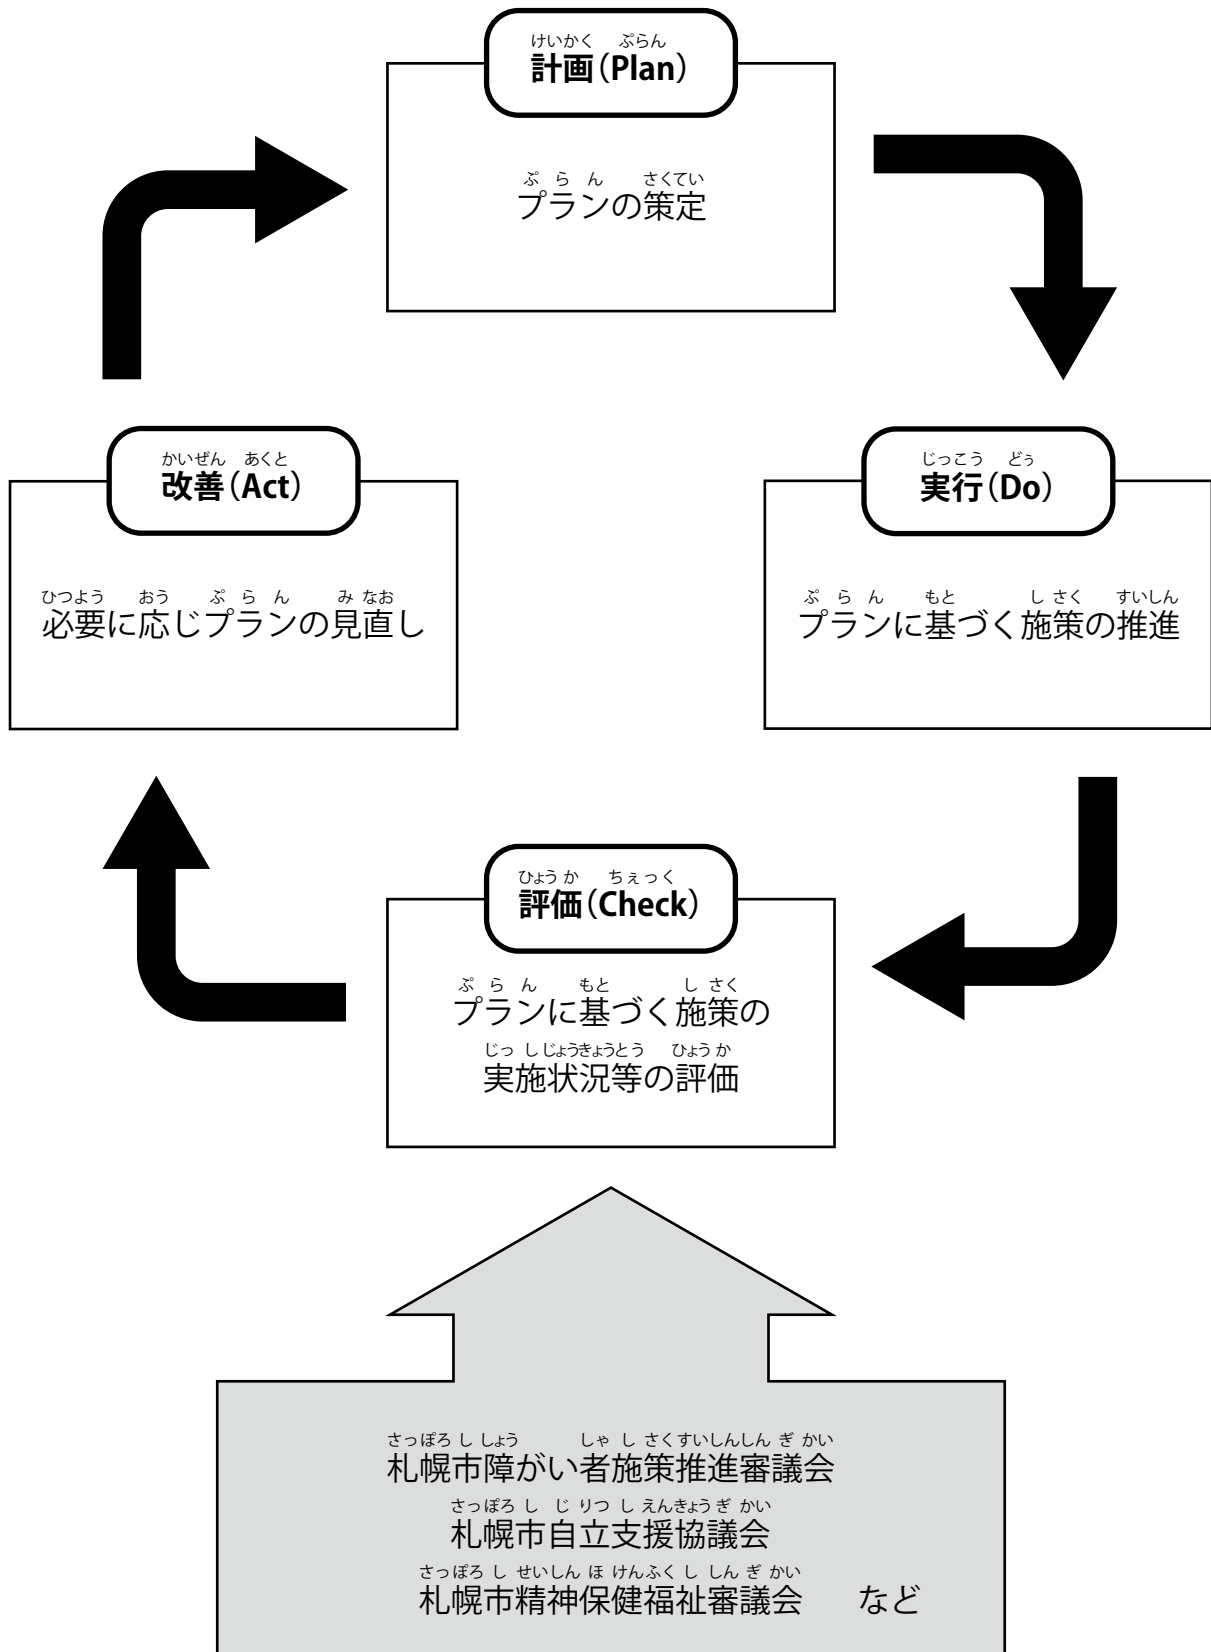 けいかく ぷらん
計画(Plan)
ぷらん さくてい
プランの策定
かいぜん あくと
改善(Act)
ひつよう おう ぷらん みなお
必要に応じプランの見直し
じっこう どぅ
実行(Do)
ぷらん もと しさく すいしん
プランに基づく施策の推進
ひょうか ちぇっく
評価(Check)
ぷらん もと しさく
プランに基づく施策の
じっしじょうきょうとう ひょうか
実施状況等の評価
さっぽろししょう しゃしさくすいしんしんぎかい
札幌市障がい者施策推進審議会
さっぽろしじりつしえんきょうぎかい
札幌市自立支援協議会
さっぽろしせいしんほけんふくししんぎかい
札幌市精神保健福祉審議会 など